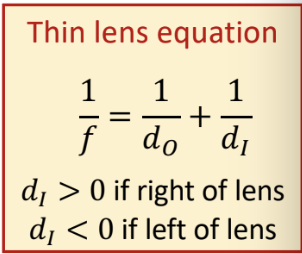 Thin lens equation
1/f = 1/d_O + 1/d_I
d_I > 0 if right of lens
d_I < 0 if left of lens